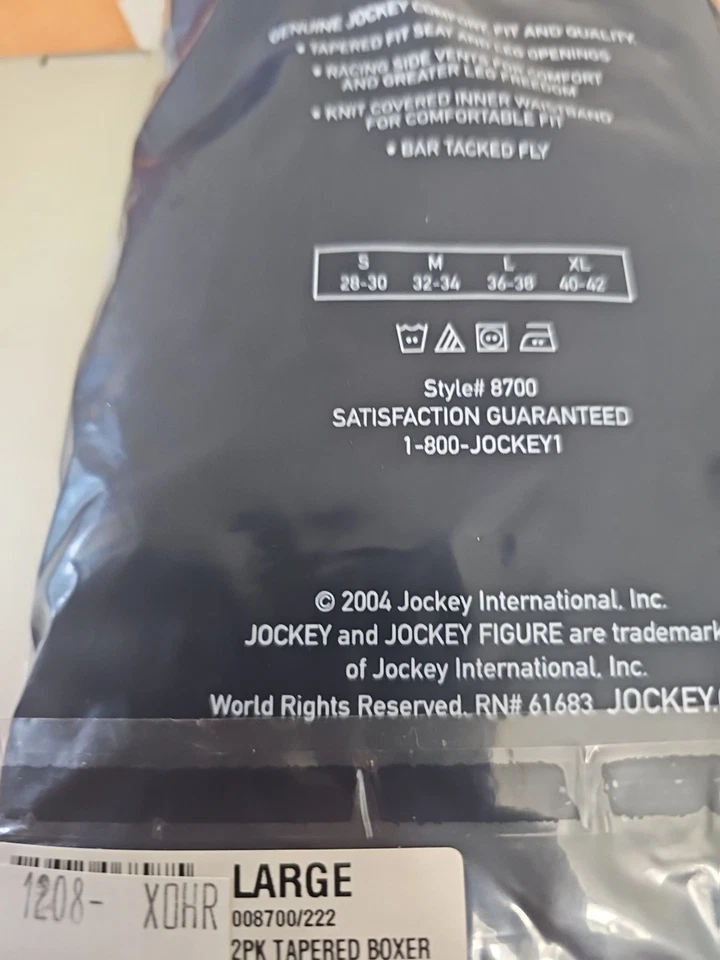 GENUINE JOCKEY COMFORT, FIT AND QUALITY.
• TAPERED FIT SEAT AND LEG OPENINGS
• RACING SIDE VENTS FOR COMFORT
AND GREATER LEG FREEDOM
• KNIT COVERED INNER WAISTBAND
FOR COMFORTABLE FIT
• BAR TACKED FLY
S M L XL
28-30 32-34 36-38 40-42
Style# 8700
SATISFACTION GUARANTEED
1-800-JOCKEY1
© 2004 Jockey International, Inc.
JOCKEY and JOCKEY FIGURE are trademark
of Jockey International, Inc.
World Rights Reserved. RN# 61683 JOCKEY.
LARGE
1208- XOHR
008700/222
2PK TAPERED BOXER